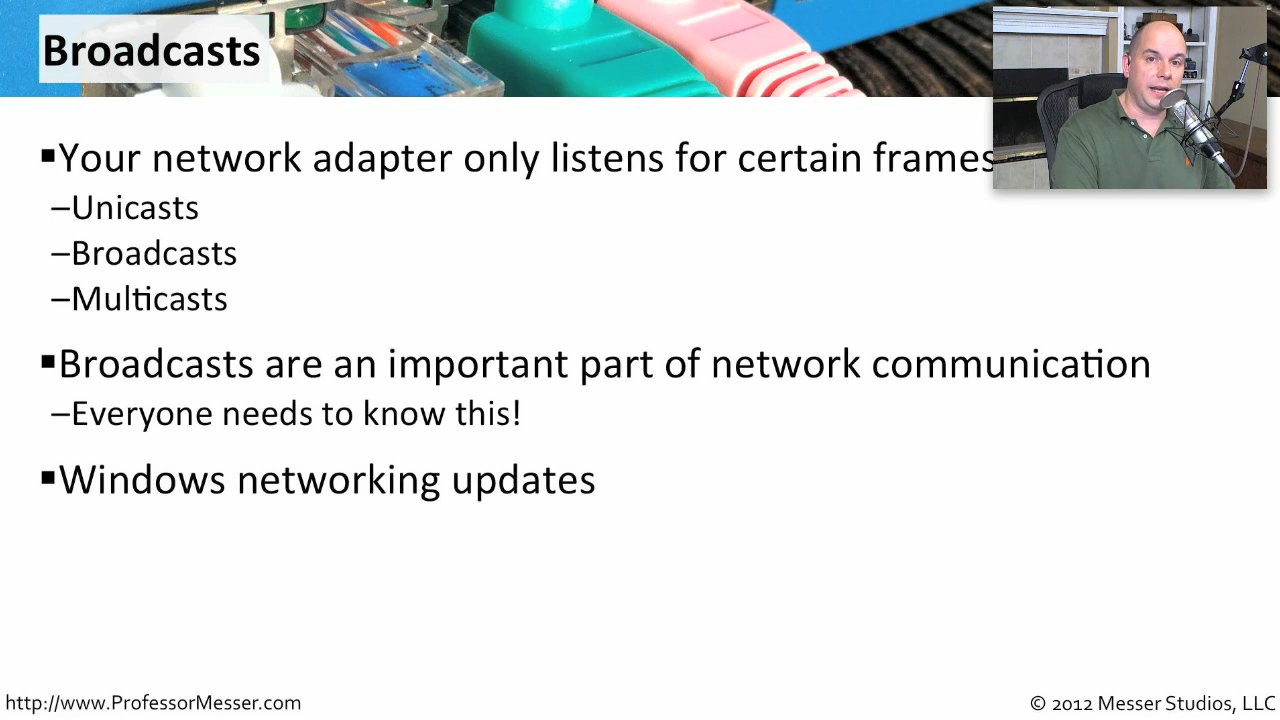 Broadcasts
▪Your network adapter only listens for certain frames
–Unicasts
–Broadcasts
–Multicasts
▪Broadcasts are an important part of network communication
–Everyone needs to know this!
▪Windows networking updates
http://www.ProfessorMesser.com
© 2012 Messer Studios, LLC